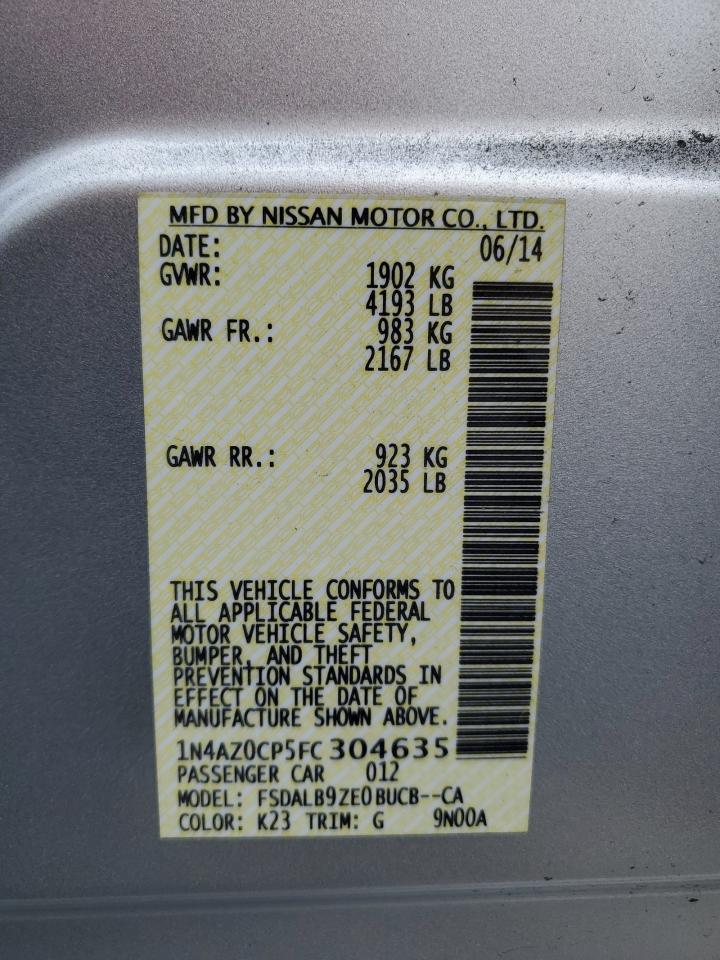 MFD BY NISSAN MOTOR CO., LTD.
DATE: 06/14
GVWR: 1902 KG
4193 LB
GAWR FR.: 983 KG
2167 LB
GAWR RR.: 923 KG
2035 LB
THIS VEHICLE CONFORMS TO
ALL APPLICABLE FEDERAL
MOTOR VEHICLE SAFETY,
BUMPER, AND THEFT
PREVENTION STANDARDS IN
EFFECT ON THE DATE OF
MANUFACTURE SHOWN ABOVE.
1N4AZ0CP5FC 304635
PASSENGER CAR 012
MODEL: FSDALB9ZE0BUCB--CA
COLOR: K23 TRIM: G 9N00A